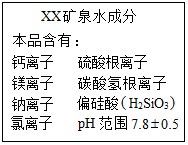 XX矿泉水成分
本品含有：
钙离子 硫酸根离子
镁离子 碳酸氢根离子
钠离子 偏硅酸（H₂SiO₃）
氯离子 pH 范围 7.8±0.5